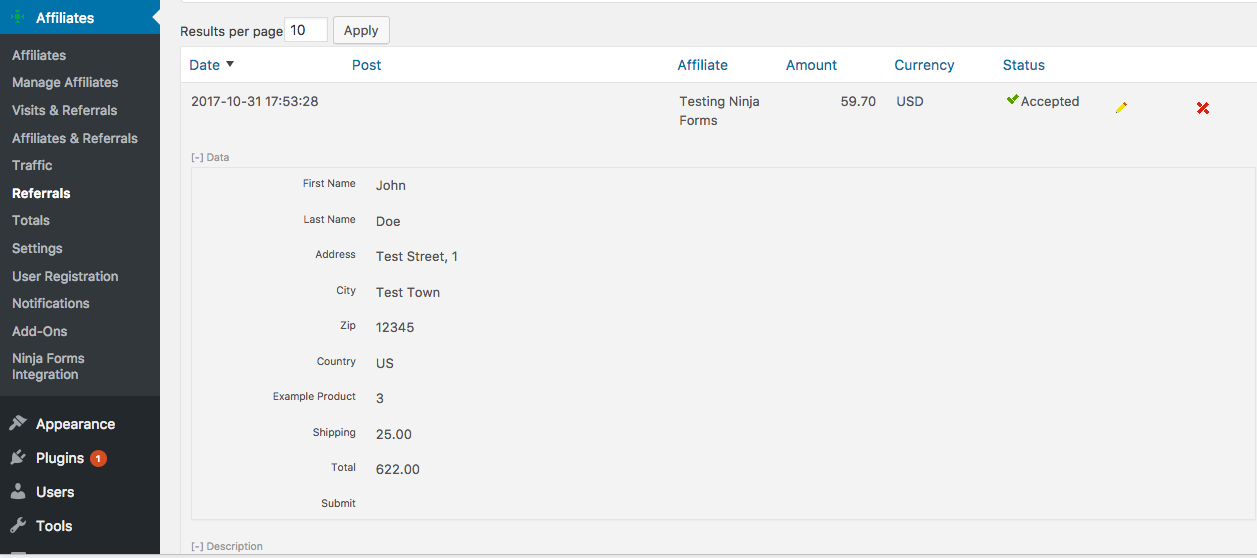 Affiliates
Affiliates
Manage Affiliates
Visits & Referrals
Affiliates & Referrals
Traffic
Referrals
Totals
Settings
User Registration
Notifications
Add-Ons
Ninja Forms
Integration
Appearance
Plugins 1
Users
Tools
Results per page 10 Apply
Date Post Affiliate Amount Currency Status
2017-10-31 17:53:28 Testing Ninja 59.70 USD Accepted
Forms
[-] Data
First Name John
Last Name Doe
Address Test Street, 1
City Test Town
Zip 12345
Country US
Example Product 3
Shipping 25.00
Total 622.00
Submit
[-] Description